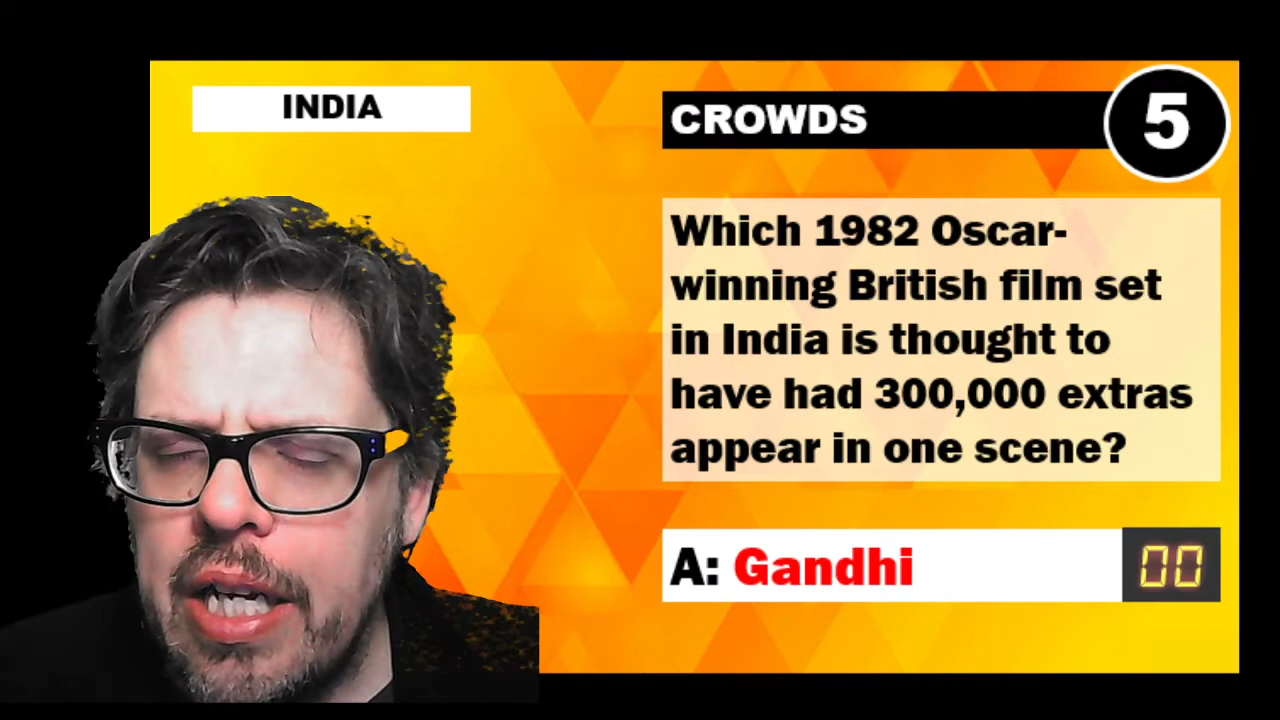 INDIA
CROWDS
5
Which 1982 Oscar-
winning British film set
in India is thought to
have had 300,000 extras
appear in one scene?
A: Gandhi
00